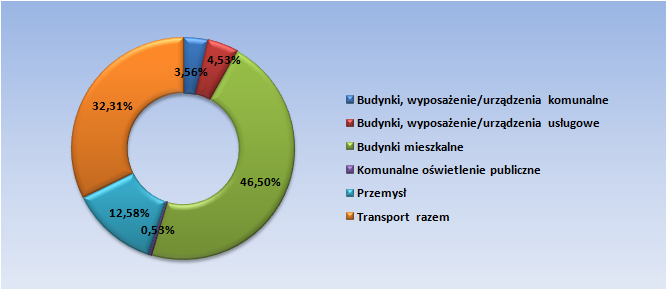 3,56%
4,53%
32,31%
46,50%
12,58%
0,53%
Budynki, wyposażenie/urządzenia komunalne
Budynki, wyposażenie/urządzenia usługowe
Budynki mieszkalne
Komunalne oświetlenie publiczne
Przemysł
Transport razem